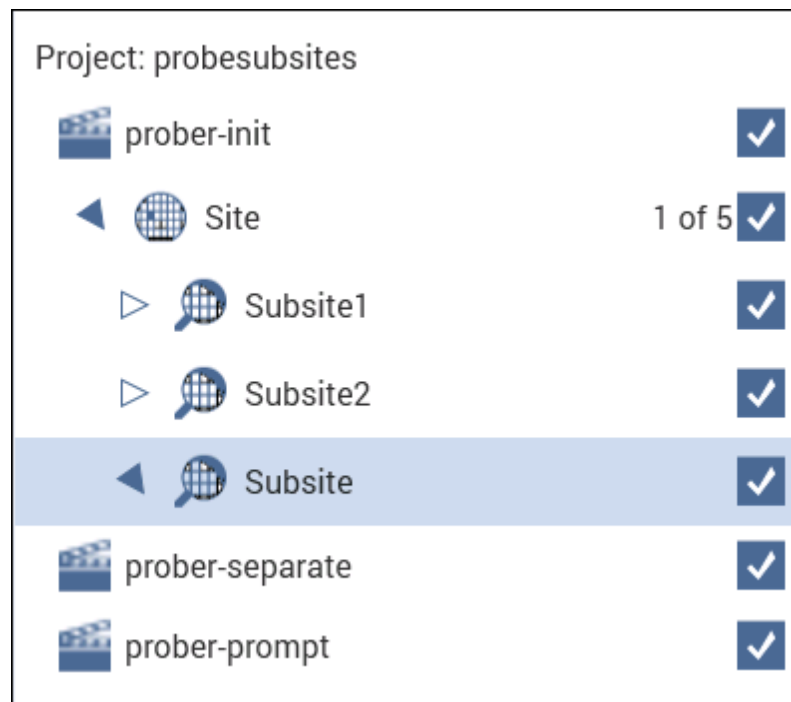 Project: probesubsites
prober-init
Site 1 of 5
Subsite1
Subsite2
Subsite
prober-separate
prober-prompt